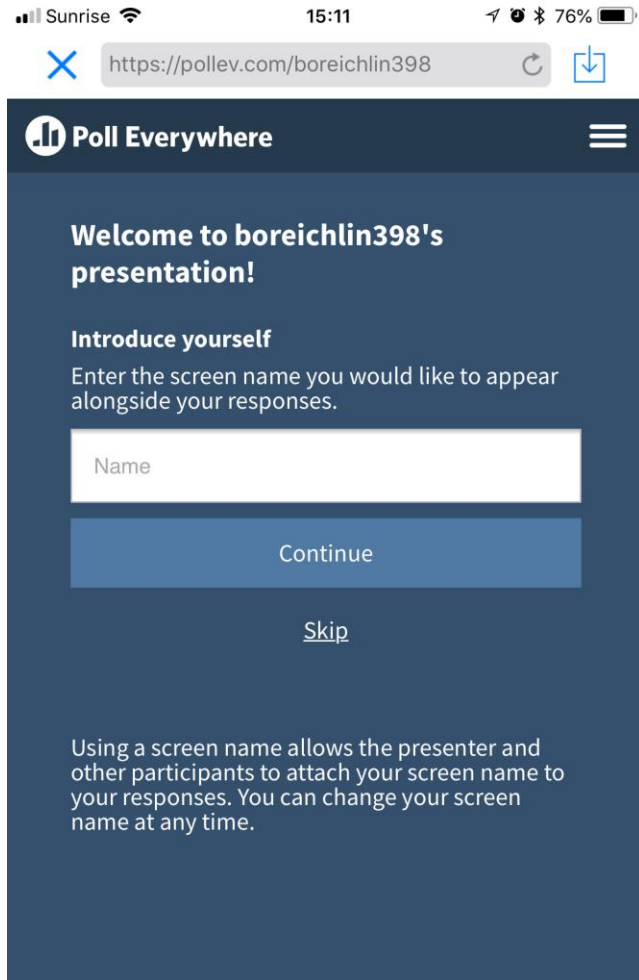 Sunrise 15:11 76%
https://pollev.com/boreichlin398
Poll Everywhere
Welcome to boreichlin398's
presentation!
Introduce yourself
Enter the screen name you would like to appear
alongside your responses.
Name
Continue
Skip
Using a screen name allows the presenter and
other participants to attach your screen name to
your responses. You can change your screen
name at any time.